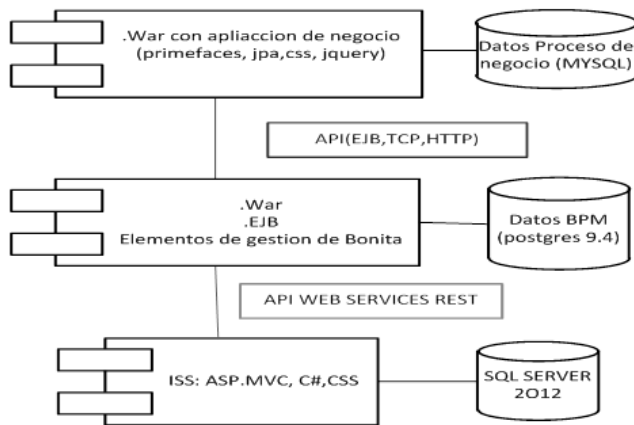 .War con apliaccion de negocio
(primefaces, jpa,css, jquery)
Datos Proceso de
negocio (MYSQL)
API(EJB,TCP,HTTP)
.War
.EJB
Elementos de gestion de Bonita
Datos BPM
(postgres 9.4)
API WEB SERVICES REST
ISS: ASP.MVC, C#,CSS
SQL SERVER
2O12